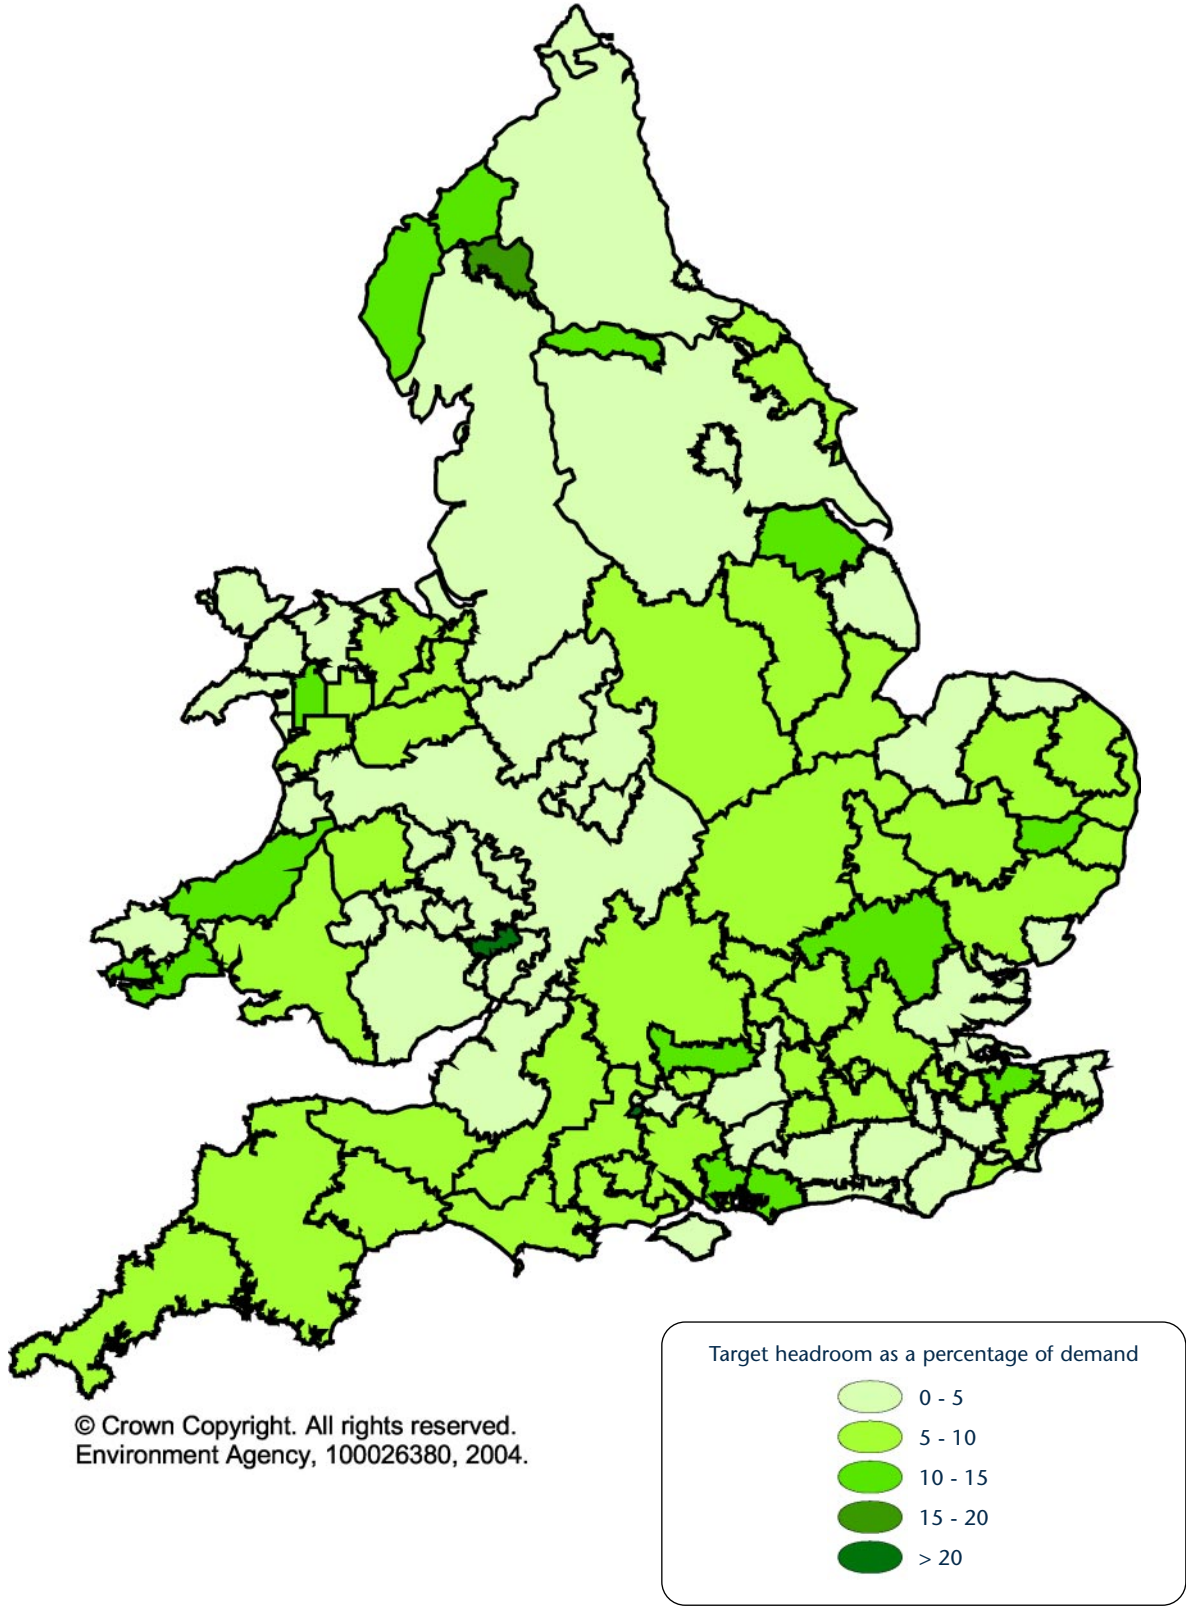 © Crown Copyright. All rights reserved.
Environment Agency, 100026380, 2004.
Target headroom as a percentage of demand
0 - 5
5 - 10
10 - 15
15 - 20
> 20